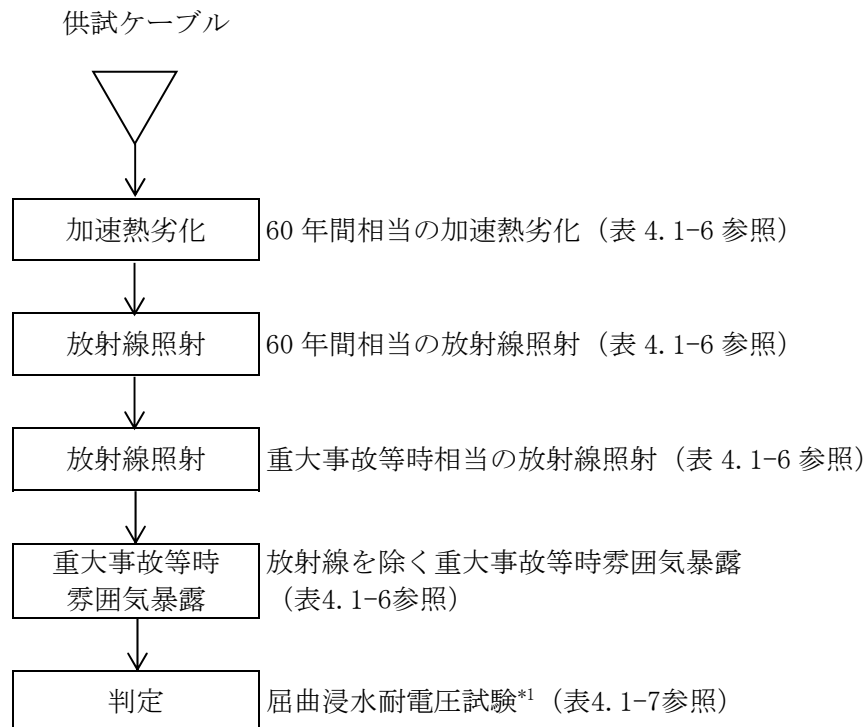 供試ケーブル
加速熱劣化 60 年間相当の加速熱劣化（表 4.1-6 参照）
放射線照射 60 年間相当の放射線照射（表 4.1-6 参照）
放射線照射 重大事故等時相当の放射線照射（表 4.1-6 参照）
重大事故等時
雰囲気暴露
放射線を除く重大事故等時雰囲気暴露
（表4.1-6参照）
判定 屈曲浸水耐電圧試験*1（表4.1-7参照）